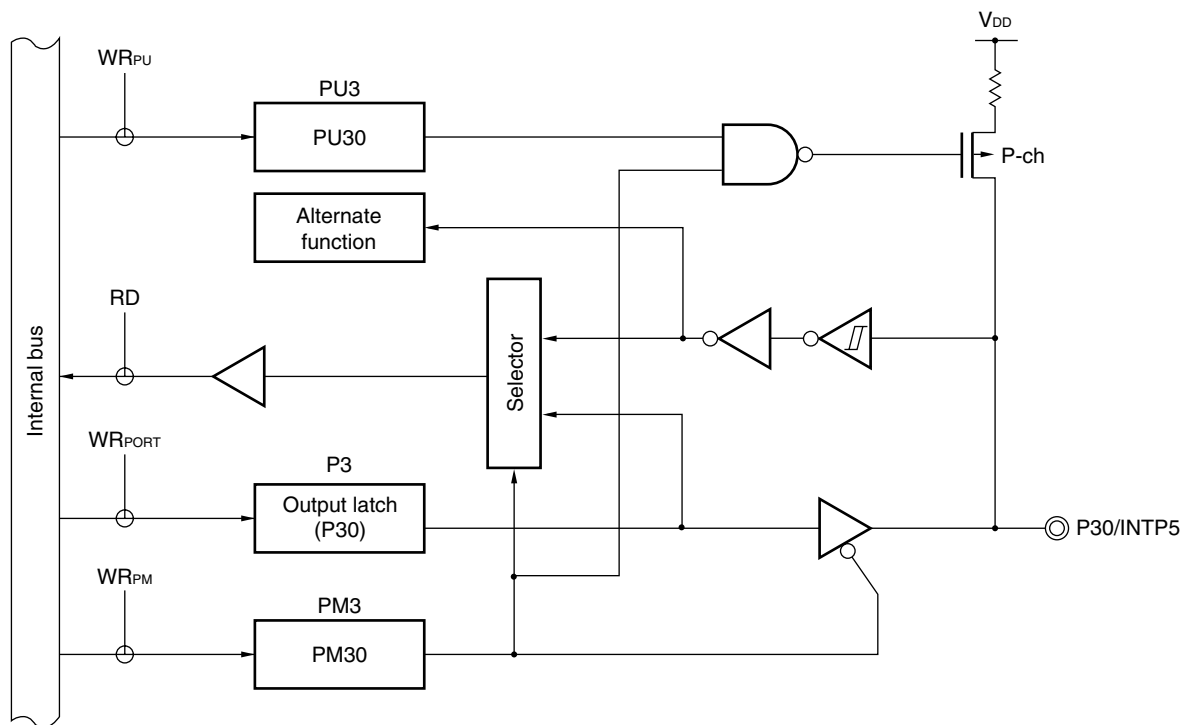 VDD
WRPU
PU3
PU30
P-ch
Alternate
function
RD
Selector
Internal bus
WRPORT
P3
Output latch
(P30)
P30/INTP5
WRPM
PM3
PM30